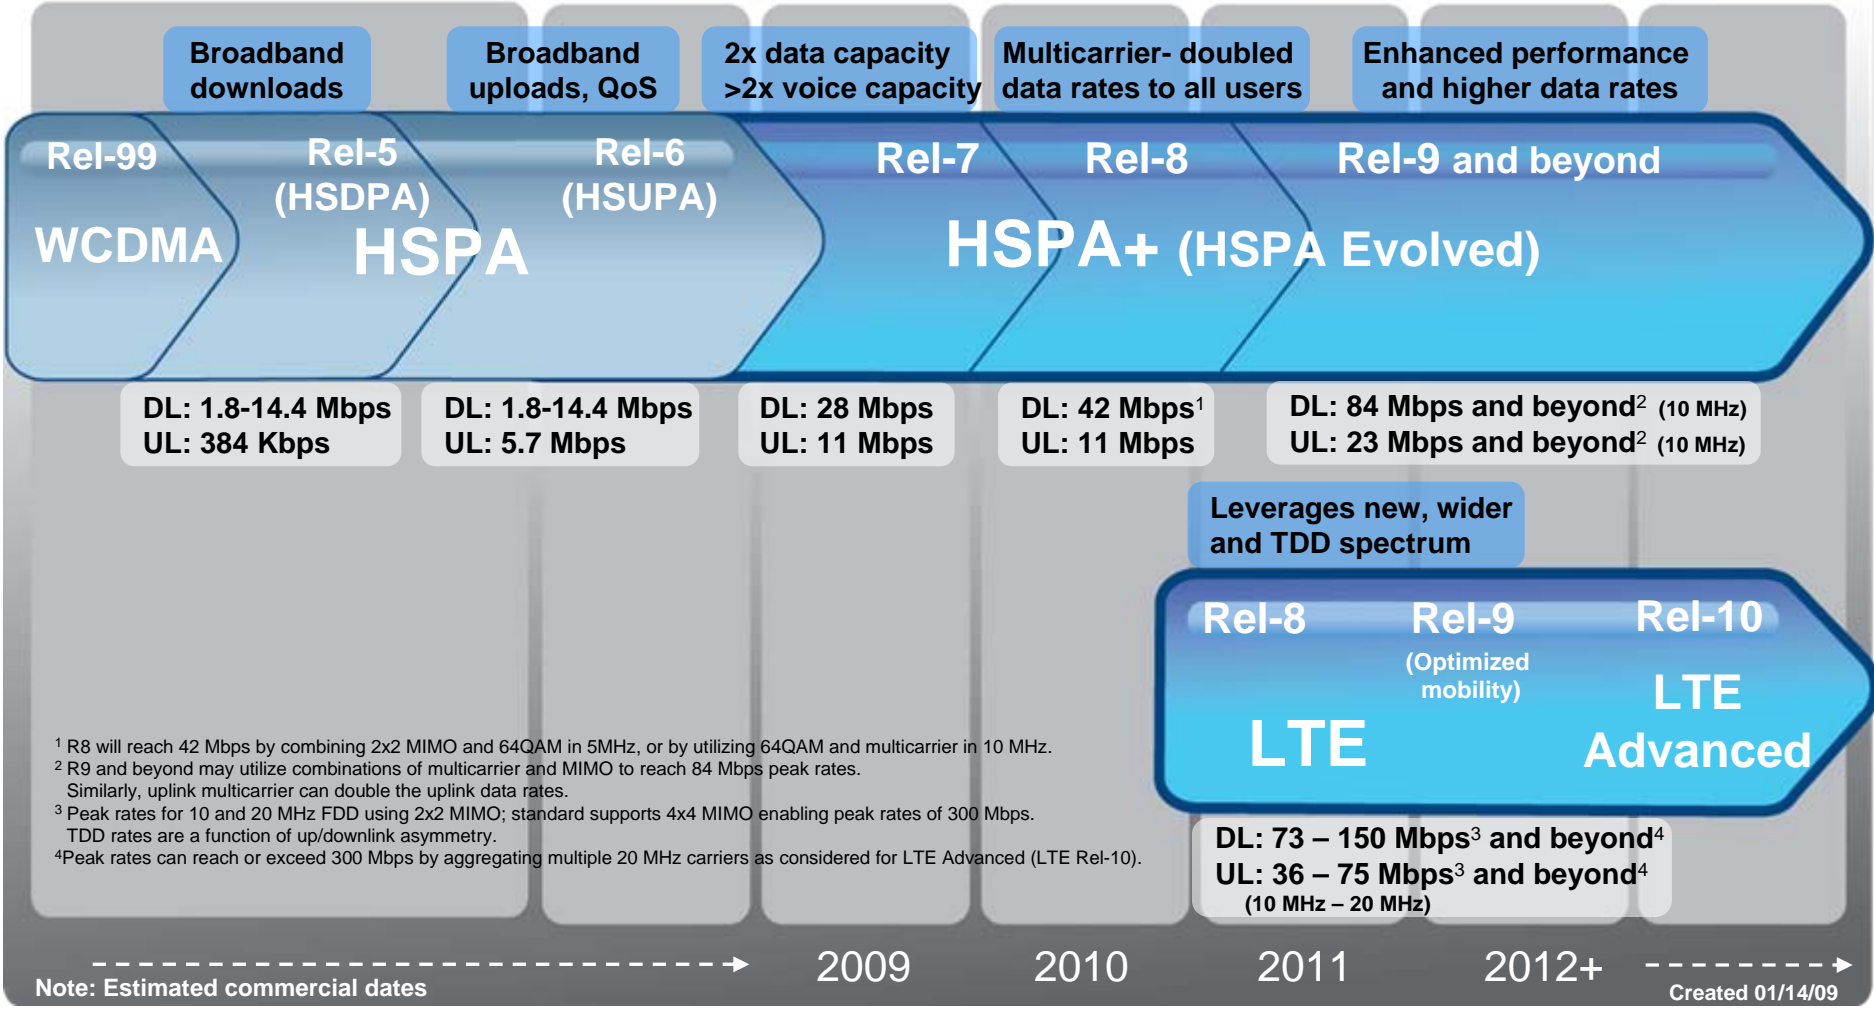 Broadband
downloads
Broadband
uploads, QoS
2x data capacity
>2x voice capacity
Multicarrier- doubled
data rates to all users
Enhanced performance
and higher data rates
Rel-99
WCDMA
Rel-5
(HSDPA)
Rel-6
(HSUPA)
HSPA
Rel-7
Rel-8
Rel-9 and beyond
HSPA+ (HSPA Evolved)
DL: 1.8-14.4 Mbps
UL: 384 Kbps
DL: 1.8-14.4 Mbps
UL: 5.7 Mbps
DL: 28 Mbps
UL: 11 Mbps
DL: 42 Mbps¹
UL: 11 Mbps
DL: 84 Mbps and beyond² (10 MHz)
UL: 23 Mbps and beyond² (10 MHz)
Leverages new, wider
and TDD spectrum
Rel-8
Rel-9
(Optimized
mobility)
Rel-10
LTE
LTE
Advanced
DL: 73 – 150 Mbps³ and beyond⁴
UL: 36 – 75 Mbps³ and beyond⁴
(10 MHz – 20 MHz)
¹ R8 will reach 42 Mbps by combining 2x2 MIMO and 64QAM in 5MHz, or by utilizing 64QAM and multicarrier in 10 MHz.
² R9 and beyond may utilize combinations of multicarrier and MIMO to reach 84 Mbps peak rates.
Similarly, uplink multicarrier can double the uplink data rates.
³ Peak rates for 10 and 20 MHz FDD using 2x2 MIMO; standard supports 4x4 MIMO enabling peak rates of 300 Mbps.
TDD rates are a function of up/downlink asymmetry.
⁴Peak rates can reach or exceed 300 Mbps by aggregating multiple 20 MHz carriers as considered for LTE Advanced (LTE Rel-10).
2009
2010
2011
2012+
Note: Estimated commercial dates
Created 01/14/09